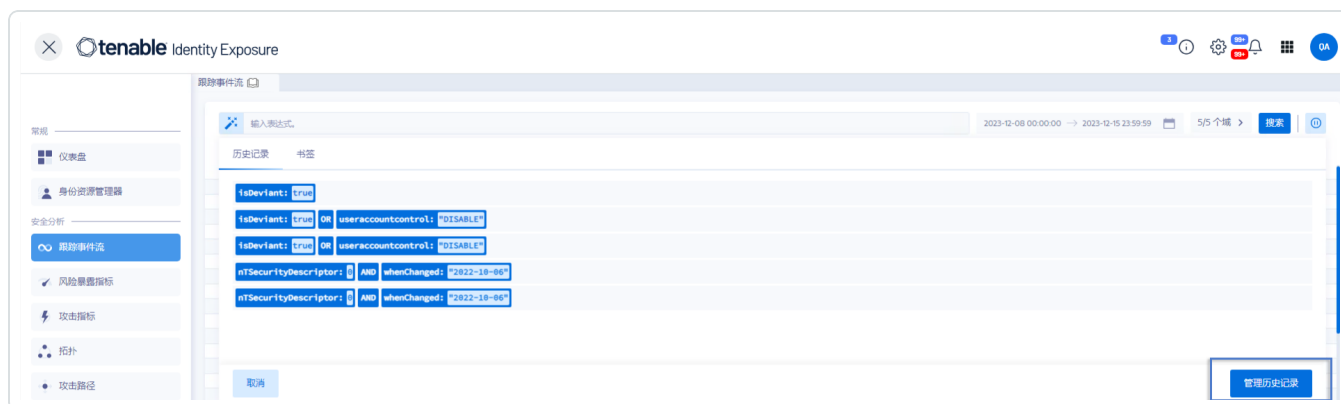 tenable Identity Exposure
3
99+
99+
QA
跟踪事件流
常规
仪表盘
身份资源管理器
安全分析
跟踪事件流
风险暴露指标
攻击指标
拓扑
攻击路径
输入表达式。
2023-12-08 00:00:00 → 2023-12-15 23:59:59
5/5 个域 >
搜索
历史记录 书签
isDeviant: true
isDeviant: true OR useraccountcontrol: "DISABLE"
isDeviant: true OR useraccountcontrol: "DISABLE"
nTSecurityDescriptor: 0 AND whenChanged: "2022-10-06"
nTSecurityDescriptor: 0 AND whenChanged: "2022-10-06"
取消
管理历史记录